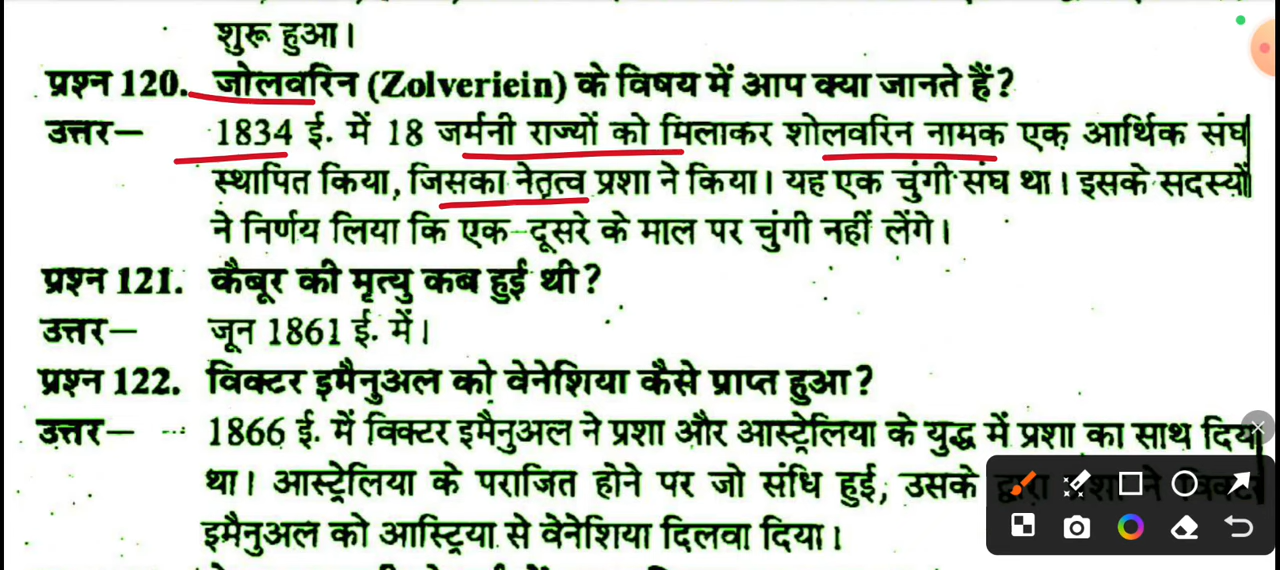 शुरू हुआ।
प्रश्न 120. जोलवरिन (Zolveriein) के विषय में आप क्या जानते हैं?
उत्तर— 1834 ई. में 18 जर्मनी राज्यों को मिलाकर शोलवरिन नामक एक आर्थिक संघ
स्थापित किया, जिसका नेतृत्व प्रशा ने किया। यह एक चुंगी संघ था। इसके सदस्यों
ने निर्णय लिया कि एक-दूसरे के माल पर चुंगी नहीं लेंगे।
प्रश्न 121. कैबूर की मृत्यु कब हुई थी?
उत्तर— जून 1861 ई. में।
प्रश्न 122. विक्टर इमैनुअल को वेनेशिया कैसे प्राप्त हुआ?
उत्तर— 1866 ई. में विक्टर इमैनुअल ने प्रशा और आस्ट्रेलिया के युद्ध में प्रशा का साथ दिया
था। आस्ट्रेलिया के पराजित होने पर जो संधि हुई, उसके द्वारा प्रशा ने विक्टर
इमैनुअल को आस्ट्रिया से वेनेशिया दिलवा दिया।